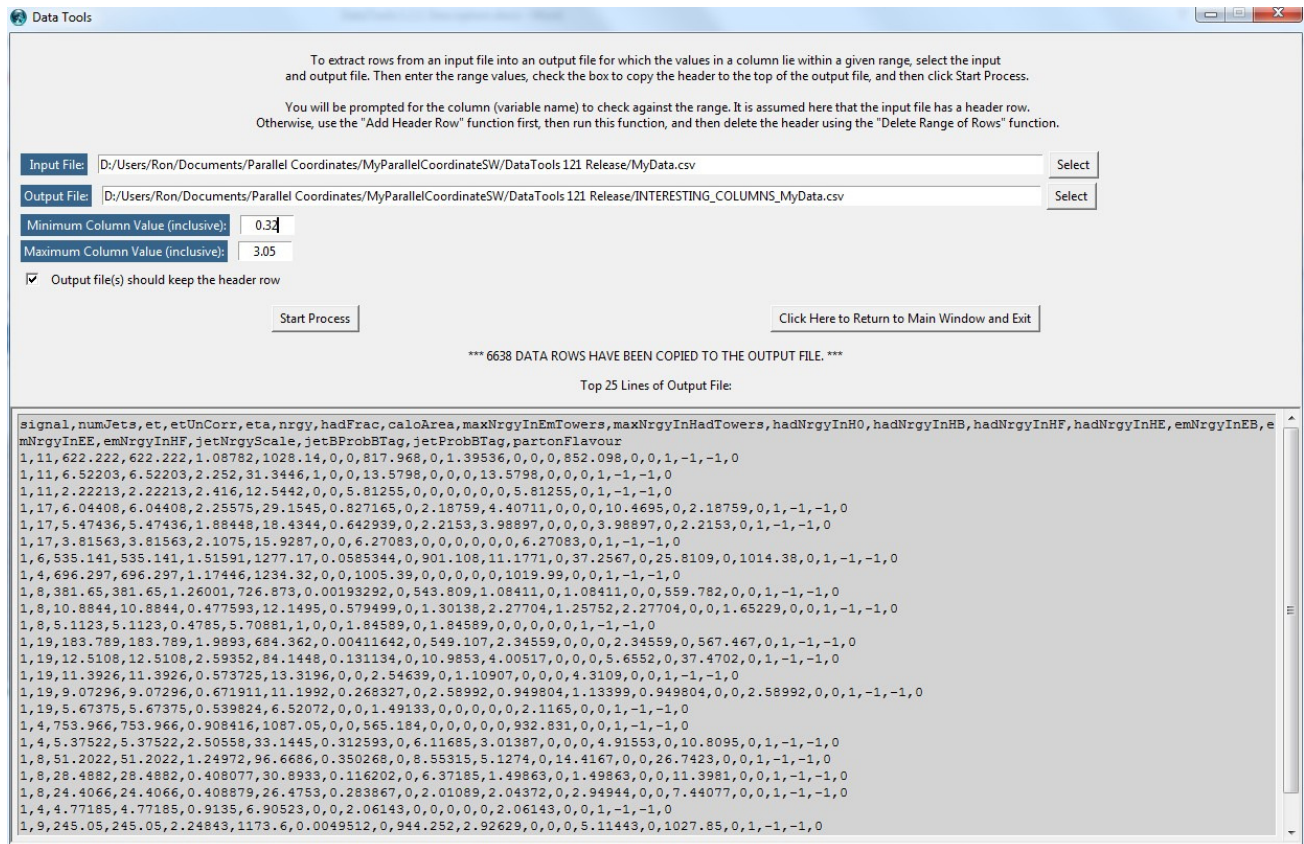 Data Tools
To extract rows from an input file into an output file for which the values in a column lie within a given range, select the input
and output file. Then enter the range values, check the box to copy the header to the top of the output file, and then click Start Process.
You will be prompted for the column (variable name) to check against the range. It is assumed here that the input file has a header row.
Otherwise, use the "Add Header Row" function first, then run this function, and then delete the header using the "Delete Range of Rows" function.
Input File: D:/Users/Ron/Documents/Parallel Coordinates/MyParallelCoordinateSW/DataTools 121 Release/MyData.csv Select
Output File: D:/Users/Ron/Documents/Parallel Coordinates/MyParallelCoordinateSW/DataTools 121 Release/INTERESTING_COLUMNS_MyData.csv Select
Minimum Column Value (inclusive): 0.32
Maximum Column Value (inclusive): 3.05
Output file(s) should keep the header row
Start Process Click Here to Return to Main Window and Exit
*** 6638 DATA ROWS HAVE BEEN COPIED TO THE OUTPUT FILE. ***
Top 25 Lines of Output File:
signal,numJets,et,etUnCorr,eta,nrgy,hadFrac,caloArea,maxNrgyInEmTowers,maxNrgyInHadTowers,hadNrgyInH0,hadNrgyInHB,hadNrgyInHF,hadNrgyInHE,emNrgyInEB,e
mNrgyInEE,emNrgyInHF,jetNrgyScale,jetBProbBTag,jetProbBTag,partonFlavour
1,11,622.222,622.222,1.08782,1028.14,0,0,817.968,0,1.39536,0,0,0,852.098,0,0,1,-1,-1,0
1,11,6.52203,6.52203,2.252,31.3446,1,0,0,13.5798,0,0,0,13.5798,0,0,0,1,-1,-1,0
1,11,2.22213,2.22213,2.416,12.5442,0,0,5.81255,0,0,0,0,0,0,5.81255,0,1,-1,-1,0
1,17,6.04408,6.04408,2.25575,29.1545,0.827165,0,2.18759,4.40711,0,0,0,10.4695,0,2.18759,0,1,-1,-1,0
1,17,5.47436,5.47436,1.88448,18.4344,0.642939,0,2.2153,3.98897,0,0,0,3.98897,0,2.2153,0,1,-1,-1,0
1,17,3.81563,3.81563,2.1075,15.9287,0,0,6.27083,0,0,0,0,0,0,6.27083,0,1,-1,-1,0
1,6,535.141,535.141,1.51591,1277.17,0.0585344,0,901.108,11.1771,0,37.2567,0,25.8109,0,1014.38,0,1,-1,-1,0
1,4,696.297,696.297,1.17446,1234.32,0,0,1005.39,0,0,0,0,0,1019.99,0,0,1,-1,-1,0
1,8,381.65,381.65,1.26001,726.873,0.00193292,0,543.809,1.08411,0,1.08411,0,0,559.782,0,0,1,-1,-1,0
1,8,10.8844,10.8844,0.477593,12.1495,0.579499,0,1.30138,2.27704,1.25752,2.27704,0,0,1.65229,0,0,1,-1,-1,0
1,8,5.1123,5.1123,0.4785,5.70881,1,0,0,1.84589,0,1.84589,0,0,0,0,0,1,-1,-1,0
1,19,183.789,183.789,1.9893,684.362,0.00411642,0,549.107,2.34559,0,0,0,2.34559,0,567.467,0,1,-1,-1,0
1,19,12.5108,12.5108,2.59352,84.1448,0.131134,0,10.9853,4.00517,0,0,0,5.6552,0,37.4702,0,1,-1,-1,0
1,19,11.3926,11.3926,0.573725,13.3196,0,0,2.54639,0,1.10907,0,0,0,4.3109,0,0,1,-1,-1,0
1,19,9.07296,9.07296,0.671911,11.1992,0.268327,0,2.58992,0.949804,1.13399,0.949804,0,0,2.58992,0,0,1,-1,-1,0
1,19,5.67375,5.67375,0.539824,6.52072,0,0,1.49133,0,0,0,0,0,2.1165,0,0,1,-1,-1,0
1,4,753.966,753.966,0.908416,1087.05,0,0,565.184,0,0,0,0,0,932.831,0,0,1,-1,-1,0
1,4,5.37522,5.37522,2.50558,33.1445,0.312593,0,6.11685,3.01387,0,0,0,4.91553,0,10.8095,0,1,-1,-1,0
1,8,51.2022,51.2022,1.24972,96.6686,0.350268,0,8.55315,5.1274,0,14.4167,0,0,26.7423,0,0,1,-1,-1,0
1,8,28.4882,28.4882,0.408077,30.8933,0.116202,0,6.37185,1.49863,0,1.49863,0,0,11.3981,0,0,1,-1,-1,0
1,8,24.4066,24.4066,0.408879,26.4753,0.283867,0,2.01089,2.04372,0,2.94944,0,0,7.44077,0,0,1,-1,-1,0
1,4,4.77185,4.77185,0.9135,6.90523,0,0,2.06143,0,0,0,0,0,2.06143,0,0,1,-1,-1,0
1,9,245.05,245.05,2.24843,1173.6,0.0049512,0,944.252,2.92629,0,0,0,5.11443,0,1027.85,0,1,-1,-1,0